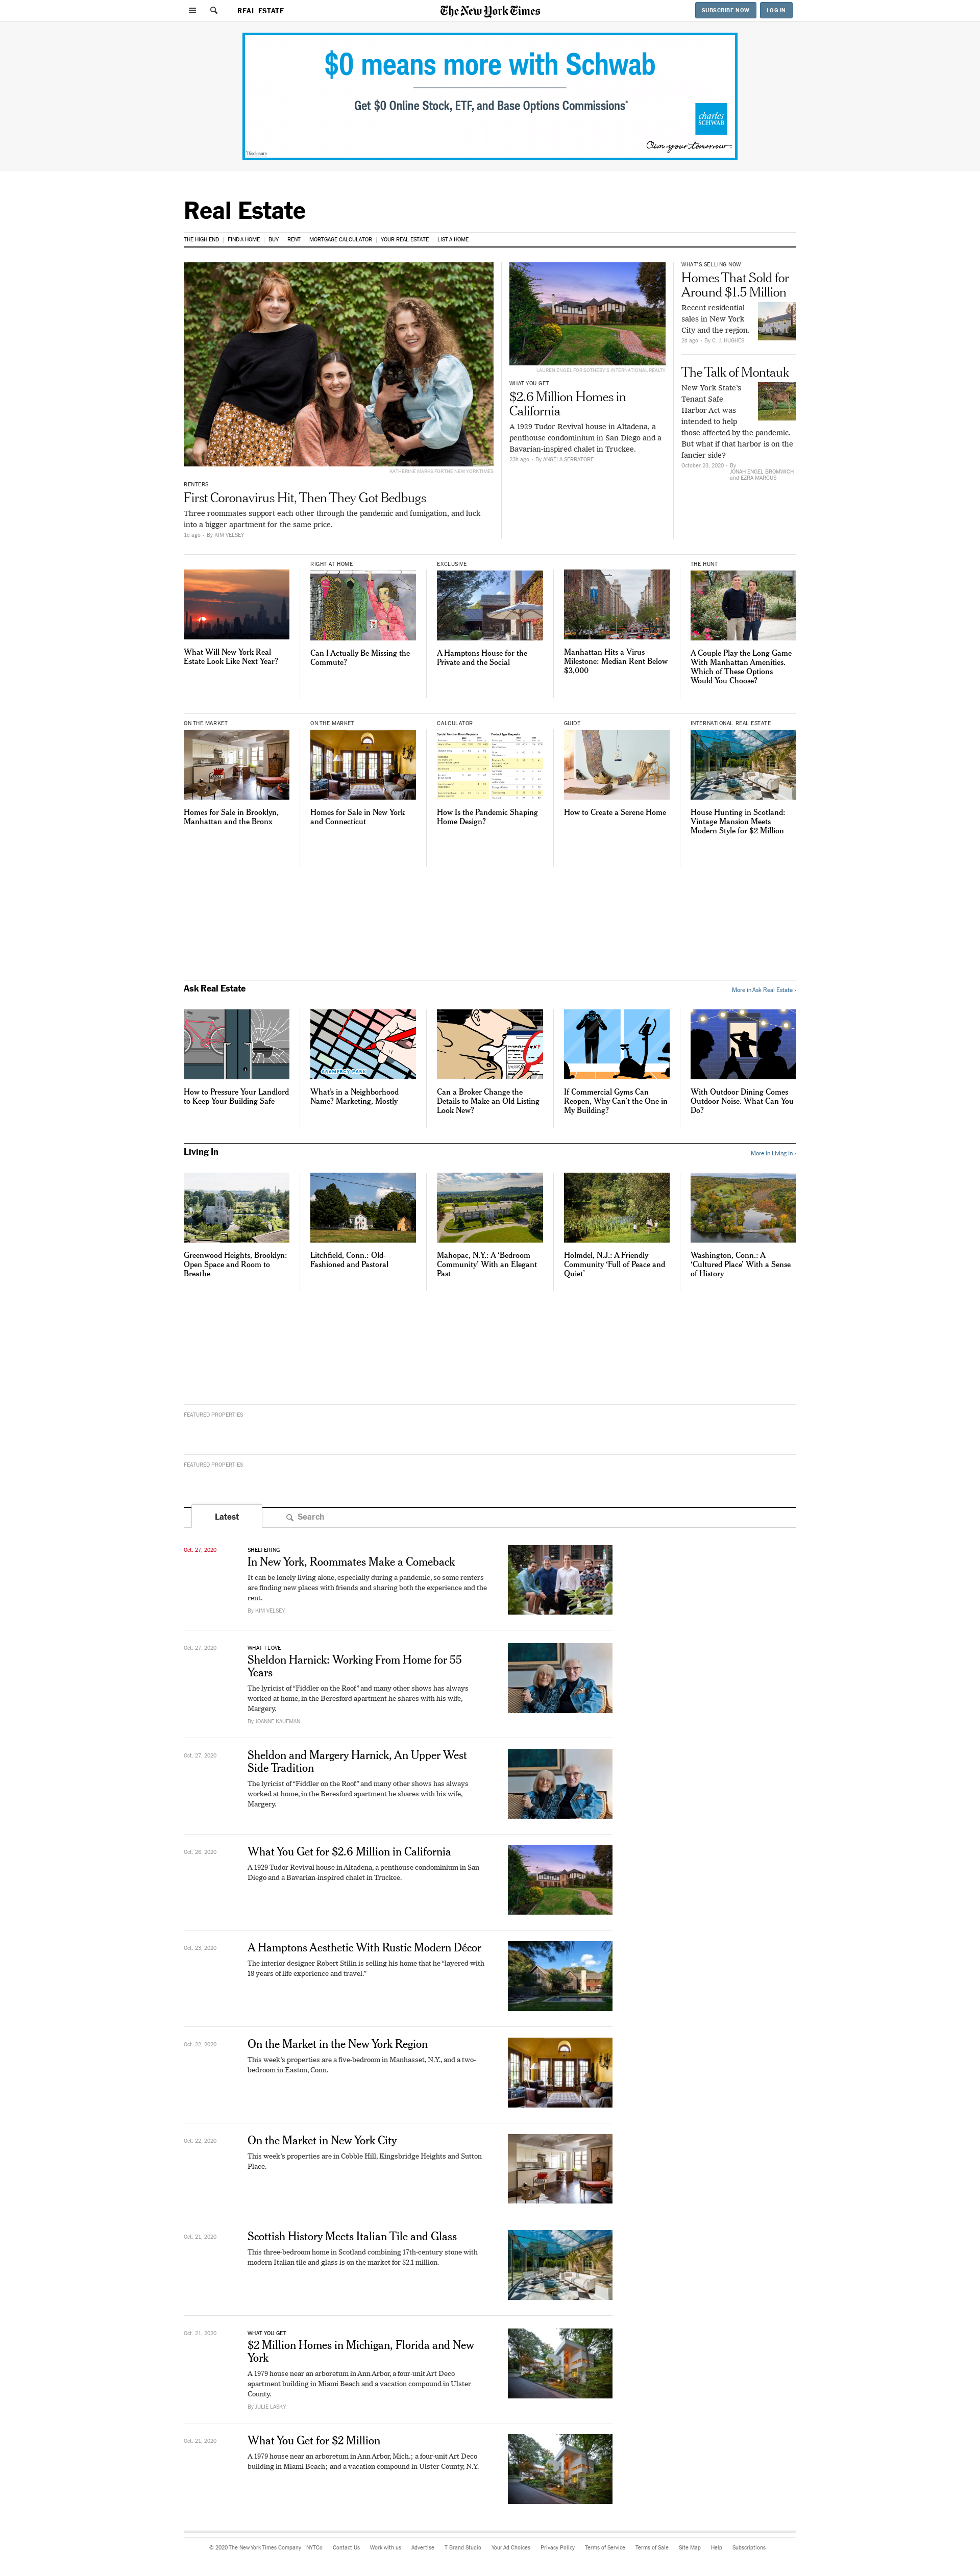 REAL ESTATE
The New York Times
SUBSCRIBE NOW
LOG IN
$0 means more with Schwab
Get $0 Online Stock, ETF, and Base Options Commissions*
charles
SCHWAB
Own your tomorrow.
Disclosure
Real Estate
THE HIGH END | FIND A HOME | BUY | RENT | MORTGAGE CALCULATOR | YOUR REAL ESTATE | LIST A HOME
KATHERINE MARKS FOR THE NEW YORK TIMES
RENTERS
First Coronavirus Hit, Then They Got Bedbugs
Three roommates support each other through the pandemic and fumigation, and luck
into a bigger apartment for the same price.
1d ago · By KIM VELSEY
LAUREN ENGEL FOR SOTHEBY'S INTERNATIONAL REALTY
WHAT YOU GET
$2.6 Million Homes in
California
A 1929 Tudor Revival house in Altadena, a
penthouse condominium in San Diego and a
Bavarian-inspired chalet in Truckee.
23h ago · By ANGELA SERRATORE
WHAT'S SELLING NOW
Homes That Sold for
Around $1.5 Million
Recent residential
sales in New York
City and the region.
2d ago · By C. J. HUGHES
The Talk of Montauk
New York State's
Tenant Safe
Harbor Act was
intended to help
those affected by the pandemic.
But what if that harbor is on the
fancier side?
October 23, 2020 · By
JONAH ENGEL BROMWICH
and EZRA MARCUS
What Will New York Real
Estate Look Like Next Year?
RIGHT AT HOME
Can I Actually Be Missing the
Commute?
EXCLUSIVE
A Hamptons House for the
Private and the Social
Manhattan Hits a Virus
Milestone: Median Rent Below
$3,000
THE HUNT
A Couple Play the Long Game
With Manhattan Amenities.
Which of These Options
Would You Choose?
ON THE MARKET
Homes for Sale in Brooklyn,
Manhattan and the Bronx
ON THE MARKET
Homes for Sale in New York
and Connecticut
CALCULATOR
How Is the Pandemic Shaping
Home Design?
GUIDE
How to Create a Serene Home
INTERNATIONAL REAL ESTATE
House Hunting in Scotland:
Vintage Mansion Meets
Modern Style for $2 Million
Ask Real Estate
More in Ask Real Estate ›
How to Pressure Your Landlord
to Keep Your Building Safe
GRAMERCY PARK
What's in a Neighborhood
Name? Marketing, Mostly
Can a Broker Change the
Details to Make an Old Listing
Look New?
If Commercial Gyms Can
Reopen, Why Can't the One in
My Building?
With Outdoor Dining Comes
Outdoor Noise. What Can You
Do?
Living In
More in Living In ›
Greenwood Heights, Brooklyn:
Open Space and Room to
Breathe
Litchfield, Conn.: Old-
Fashioned and Pastoral
Mahopac, N.Y.: A 'Bedroom
Community' With an Elegant
Past
Holmdel, N.J.: A Friendly
Community 'Full of Peace and
Quiet'
Washington, Conn.: A
'Cultured Place' With a Sense
of History
FEATURED PROPERTIES
FEATURED PROPERTIES
Latest
Search
Oct. 27, 2020
SHELTERING
In New York, Roommates Make a Comeback
It can be lonely living alone, especially during a pandemic, so some renters
are finding new places with friends and sharing both the experience and the
rent.
By KIM VELSEY
Oct. 27, 2020
WHAT I LOVE
Sheldon Harnick: Working From Home for 55
Years
The lyricist of "Fiddler on the Roof" and many other shows has always
worked at home, in the Beresford apartment he shares with his wife,
Margery.
By JOANNE KAUFMAN
Oct. 27, 2020
Sheldon and Margery Harnick, An Upper West
Side Tradition
The lyricist of "Fiddler on the Roof" and many other shows has always
worked at home, in the Beresford apartment he shares with his wife,
Margery.
Oct. 26, 2020
What You Get for $2.6 Million in California
A 1929 Tudor Revival house in Altadena, a penthouse condominium in San
Diego and a Bavarian-inspired chalet in Truckee.
Oct. 23, 2020
A Hamptons Aesthetic With Rustic Modern Décor
The interior designer Robert Stilin is selling his home that he "layered with
18 years of life experience and travel."
Oct. 22, 2020
On the Market in the New York Region
This week's properties are a five-bedroom in Manhasset, N.Y., and a two-
bedroom in Easton, Conn.
Oct. 22, 2020
On the Market in New York City
This week's properties are in Cobble Hill, Kingsbridge Heights and Sutton
Place.
Oct. 21, 2020
Scottish History Meets Italian Tile and Glass
This three-bedroom home in Scotland combining 17th-century stone with
modern Italian tile and glass is on the market for $2.1 million.
Oct. 21, 2020
WHAT YOU GET
$2 Million Homes in Michigan, Florida and New
York
A 1979 house near an arboretum in Ann Arbor, a four-unit Art Deco
apartment building in Miami Beach and a vacation compound in Ulster
County.
By JULIE LASKY
Oct. 21, 2020
What You Get for $2 Million
A 1979 house near an arboretum in Ann Arbor, Mich.; a four-unit Art Deco
building in Miami Beach; and a vacation compound in Ulster County, N.Y.
© 2020 The New York Times Company NYTCo Contact Us Work with us Advertise T Brand Studio Your Ad Choices Privacy Policy Terms of Service Terms of Sale Site Map Help Subscriptions